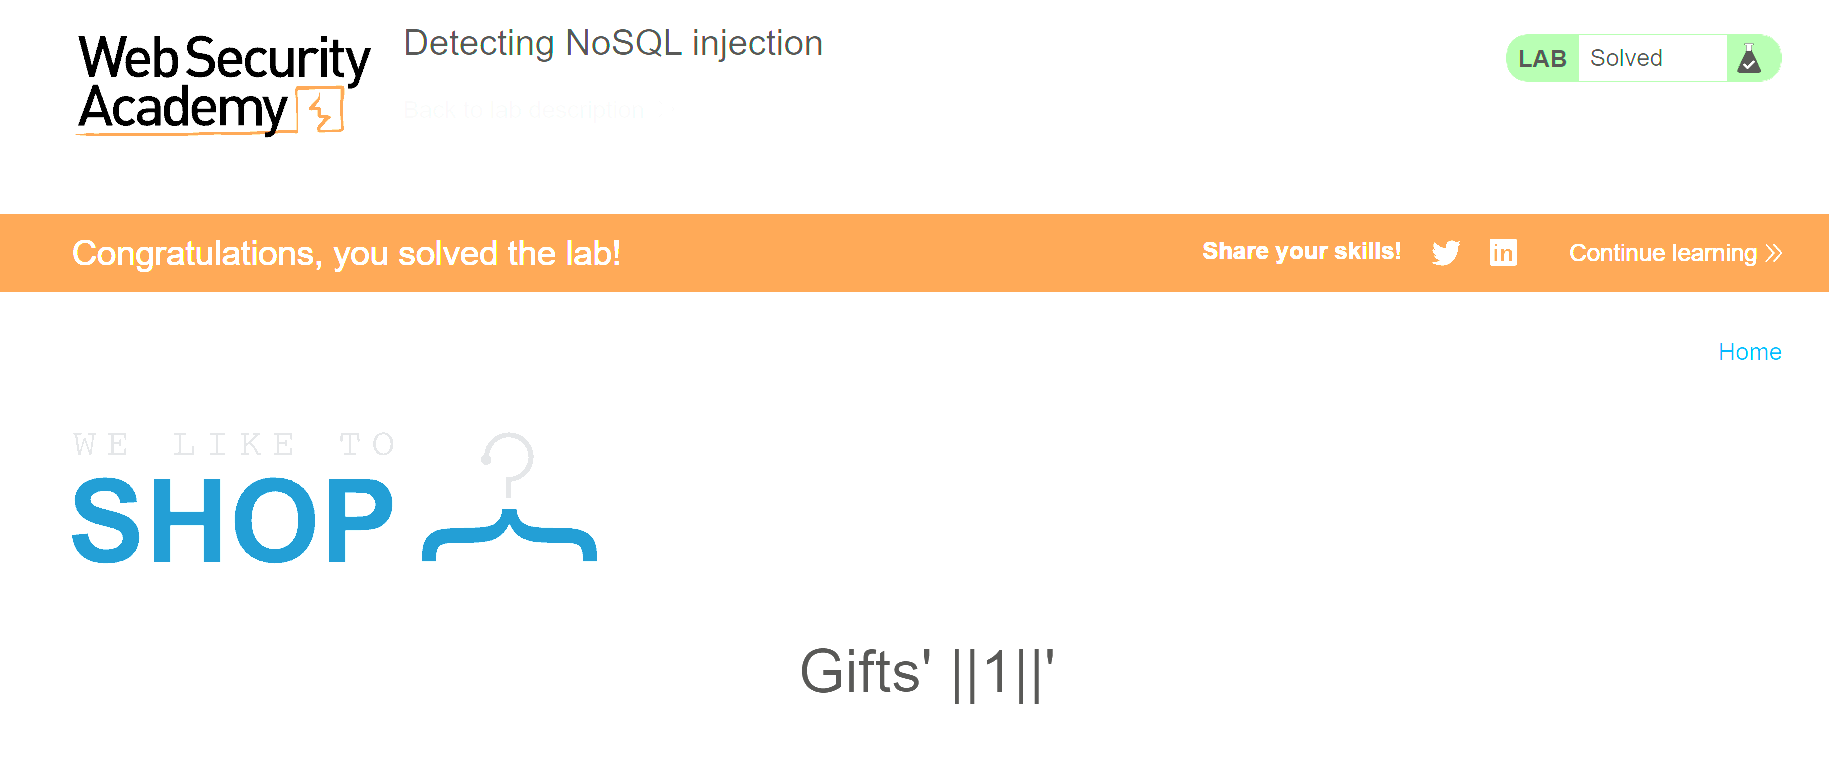 Web Security
Academy
Detecting NoSQL injection
Back to lab description
LAB Solved
Congratulations, you solved the lab!
Share your skills!
Continue learning
Home
WE LIKE TO
SHOP
Gifts' ||1||'